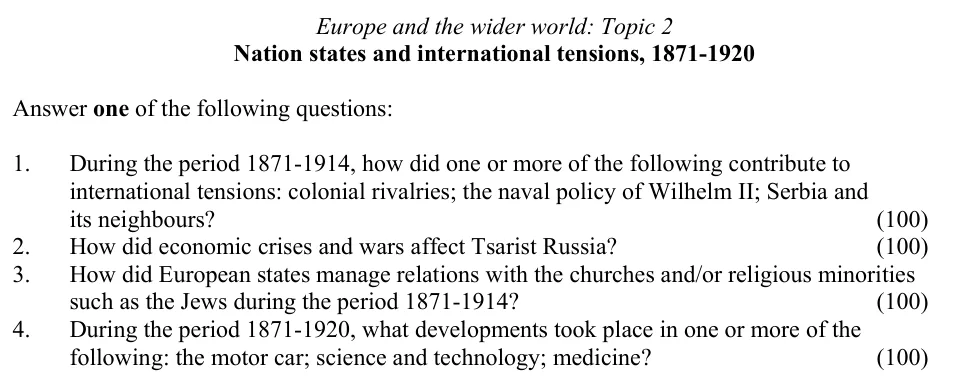 Europe and the wider world: Topic 2
Nation states and international tensions, 1871-1920
Answer one of the following questions:
1. During the period 1871-1914, how did one or more of the following contribute to
international tensions: colonial rivalries; the naval policy of Wilhelm II; Serbia and
its neighbours? (100)
2. How did economic crises and wars affect Tsarist Russia? (100)
3. How did European states manage relations with the churches and/or religious minorities
such as the Jews during the period 1871-1914? (100)
4. During the period 1871-1920, what developments took place in one or more of the
following: the motor car; science and technology; medicine? (100)